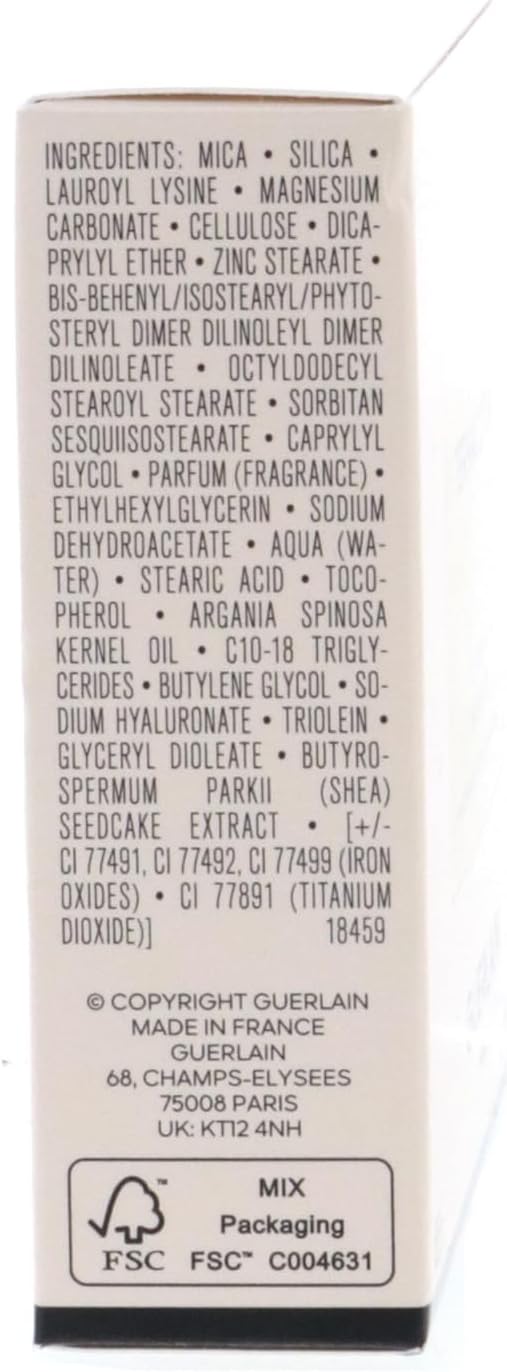 INGREDIENTS: MICA • SILICA •
LAUROYL LYSINE • MAGNESIUM
CARBONATE • CELLULOSE • DICA-
PRYLYL ETHER • ZINC STEARATE •
BIS-BEHENYL/ISOSTEARYL/PHYTO-
STERYL DIMER DILINOLEYL DIMER
DILINOLEATE • OCTYLDODECYL
STEAROYL STEARATE • SORBITAN
SESQUIISOSTEARATE • CAPRYLYL
GLYCOL • PARFUM (FRAGRANCE) •
ETHYLHEXYLGLYCERIN • SODIUM
DEHYDROACETATE • AQUA (WA-
TER) • STEARIC ACID • TOCO-
PHEROL • ARGANIA SPINOSA
KERNEL OIL • C10-18 TRIGLY-
CERIDES • BUTYLENE GLYCOL • SO-
DIUM HYALURONATE • TRIOLEIN •
GLYCERYL DIOLEATE • BUTYRO-
SPERMUM PARKII (SHEA)
SEEDCAKE EXTRACT • [+/-
CI 77491, CI 77492, CI 77499 (IRON
OXIDES) • CI 77891 (TITANIUM
DIOXIDE)] 18459
© COPYRIGHT GUERLAIN
MADE IN FRANCE
GUERLAIN
68, CHAMPS-ELYSEES
75008 PARIS
UK: KT12 4NH
™ MIX
Packaging
FSC FSC™ C004631